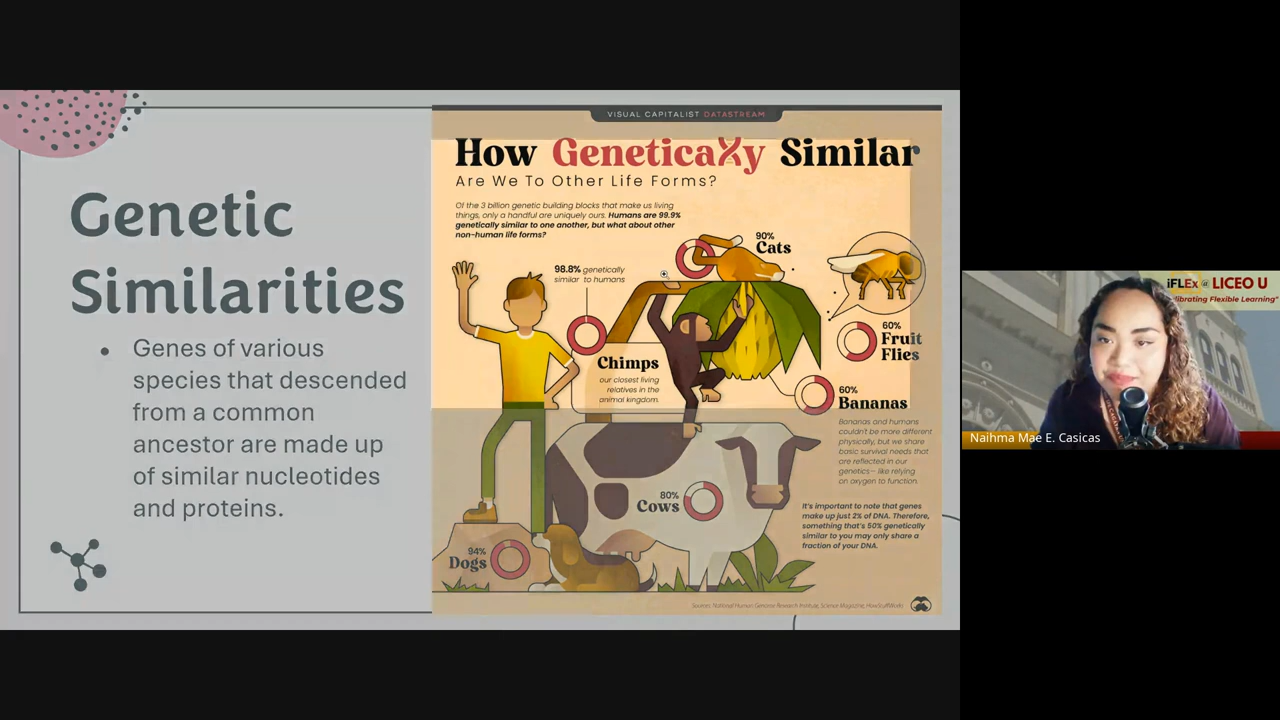 Genetic
Similarities
Genes of various
species that descended
from a common
ancestor are made up
of similar nucleotides
and proteins.
VISUAL CAPITALIST DATASTREAM
How Genetically Similar
Are We To Other Life Forms?
Of the 3 billion genetic building blocks that make us living
things, only a handful are uniquely ours. Humans are 99.9%
genetically similar to one another, but what about other
non-human life forms?
90%
Cats
98.8% genetically
similar to humans
Chimps
our closest living
relatives in the
animal kingdom.
60%
Fruit
Flies
60%
Bananas
Bananas and humans
couldn't be more different
physically, but we share
basic survival needs that
are reflected in our
genetics— like relying
on oxygen to function.
80%
Cows
It's important to note that genes
make up just 2% of DNA. Therefore,
something that's 50% genetically
similar to you may only share a
fraction of your DNA.
94%
Dogs
Sources: National Human Genome Research Institute, Science Magazine, HowStuffWorks
iFLEx @ LICEO U
librating Flexible Learning"
Naihma Mae E. Casicas